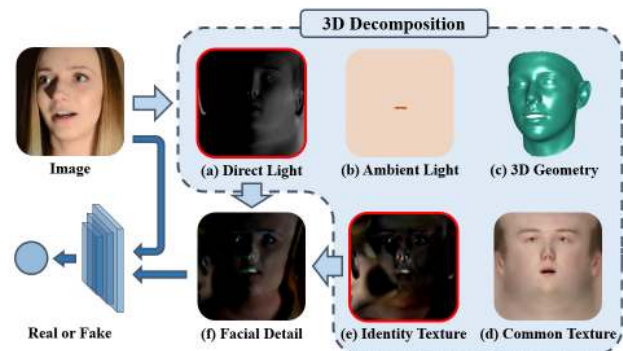 3D Decomposition
Image
(a) Direct Light
(b) Ambient Light
(c) 3D Geometry
Real or Fake
(f) Facial Detail
(e) Identity Texture
(d) Common Texture